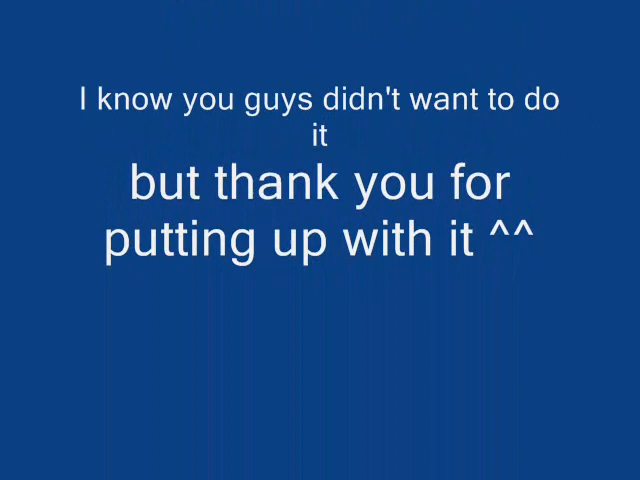 I know you guys didn't want to do
it
but thank you for
putting up with it ^^